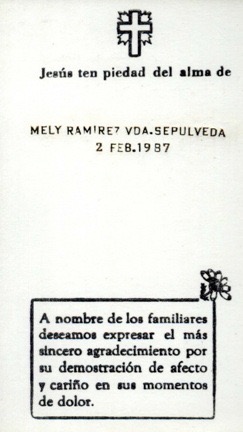 Jesús ten piedad del alma de
MELY RAMIREZ VDA.SEPULVEDA
2 FEB.1987
A nombre de los familiares
deseamos expresar el más
sincero agradecimiento por
su demostración de afecto
y cariño en sus momentos
de dolor.